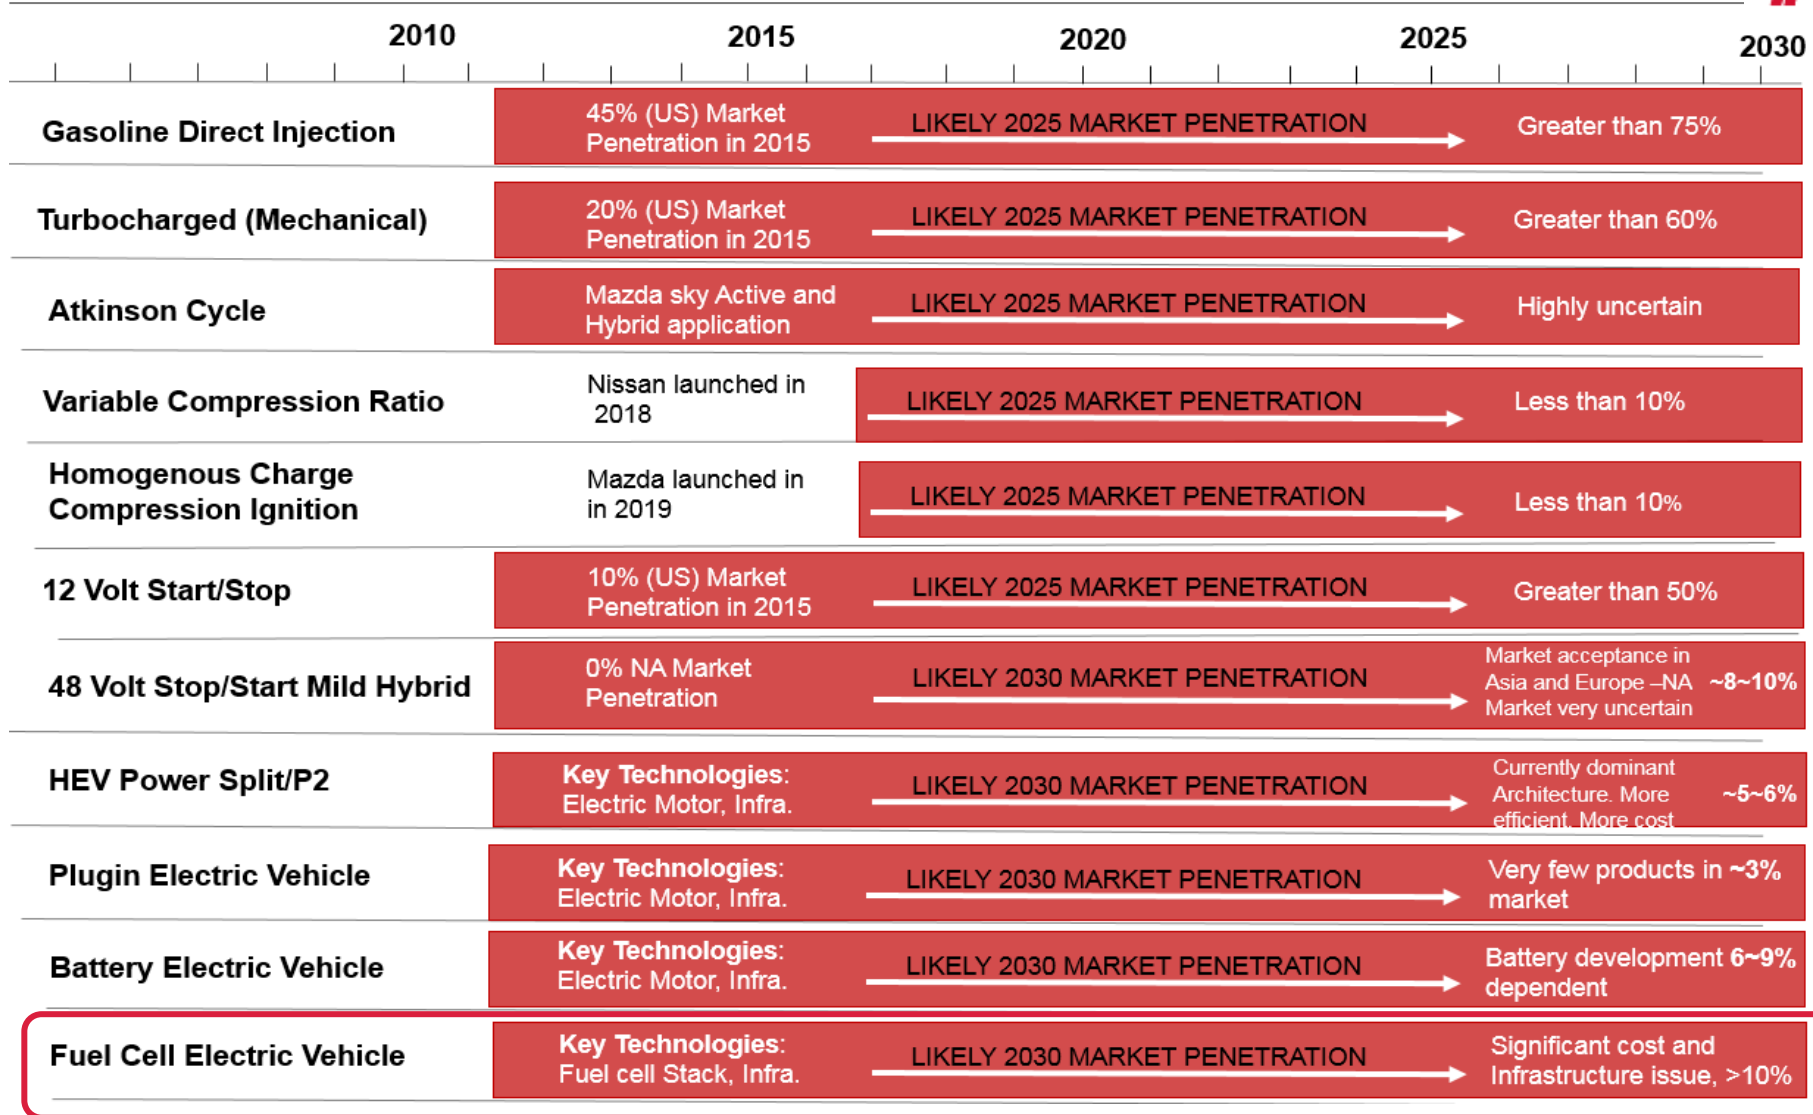 2010 2015 2020 2025 2030
Gasoline Direct Injection
45% (US) Market
Penetration in 2015
LIKELY 2025 MARKET PENETRATION
Greater than 75%
Turbocharged (Mechanical)
20% (US) Market
Penetration in 2015
LIKELY 2025 MARKET PENETRATION
Greater than 60%
Atkinson Cycle
Mazda sky Active and
Hybrid application
LIKELY 2025 MARKET PENETRATION
Highly uncertain
Variable Compression Ratio
Nissan launched in
2018
LIKELY 2025 MARKET PENETRATION
Less than 10%
Homogenous Charge
Compression Ignition
Mazda launched in
in 2019
LIKELY 2025 MARKET PENETRATION
Less than 10%
12 Volt Start/Stop
10% (US) Market
Penetration in 2015
LIKELY 2025 MARKET PENETRATION
Greater than 50%
48 Volt Stop/Start Mild Hybrid
0% NA Market
Penetration
LIKELY 2030 MARKET PENETRATION
Market acceptance in
Asia and Europe –NA ~8~10%
Market very uncertain
HEV Power Split/P2
Key Technologies:
Electric Motor, Infra.
LIKELY 2030 MARKET PENETRATION
Currently dominant
Architecture. More ~5~6%
efficient. More cost
Plugin Electric Vehicle
Key Technologies:
Electric Motor, Infra.
LIKELY 2030 MARKET PENETRATION
Very few products in ~3%
market
Battery Electric Vehicle
Key Technologies:
Electric Motor, Infra.
LIKELY 2030 MARKET PENETRATION
Battery development 6~9%
dependent
Fuel Cell Electric Vehicle
Key Technologies:
Fuel cell Stack, Infra.
LIKELY 2030 MARKET PENETRATION
Significant cost and
Infrastructure issue, >10%